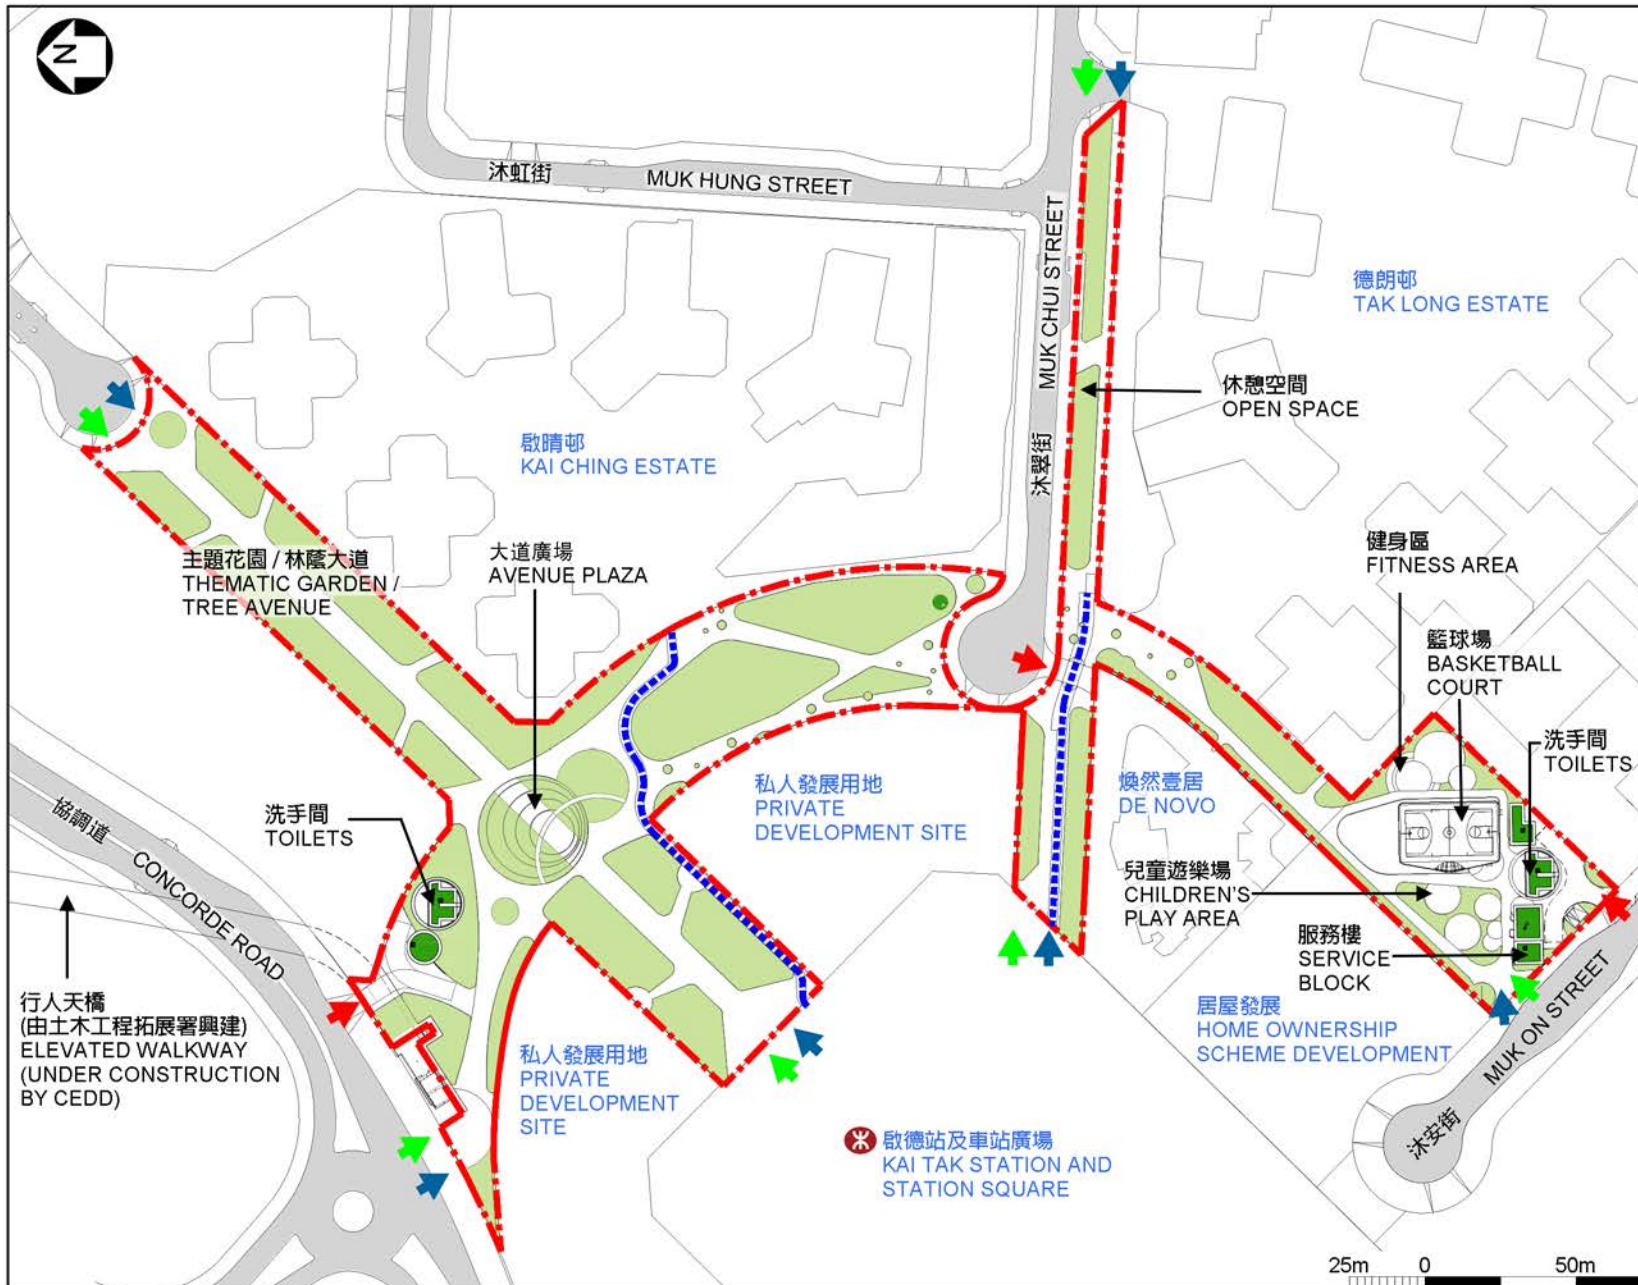 N
沐虹街
MUK HUNG STREET
MUK CHUI STREET
沐翠街
德朗邨
TAK LONG ESTATE
休憩空間
OPEN SPACE
啟晴邨
KAI CHING ESTATE
主題花園 / 林蔭大道
THEMATIC GARDEN /
TREE AVENUE
大道廣場
AVENUE PLAZA
健身區
FITNESS AREA
籃球場
BASKETBALL
COURT
洗手間
TOILETS
洗手間
TOILETS
私人發展用地
PRIVATE
DEVELOPMENT SITE
煥然壹居
DE NOVO
兒童遊樂場
CHILDREN'S
PLAY AREA
服務樓
SERVICE
BLOCK
協調道
CONCORDE ROAD
行人天橋
(由土木工程拓展署興建)
ELEVATED WALKWAY
(UNDER CONSTRUCTION
BY CEDD)
私人發展用地
PRIVATE
DEVELOPMENT
SITE
居屋發展
HOME OWNERSHIP
SCHEME DEVELOPMENT
MUK ON STREET
沐安街
啟德站及車站廣場
KAI TAK STATION AND
STATION SQUARE
25m 0 50m